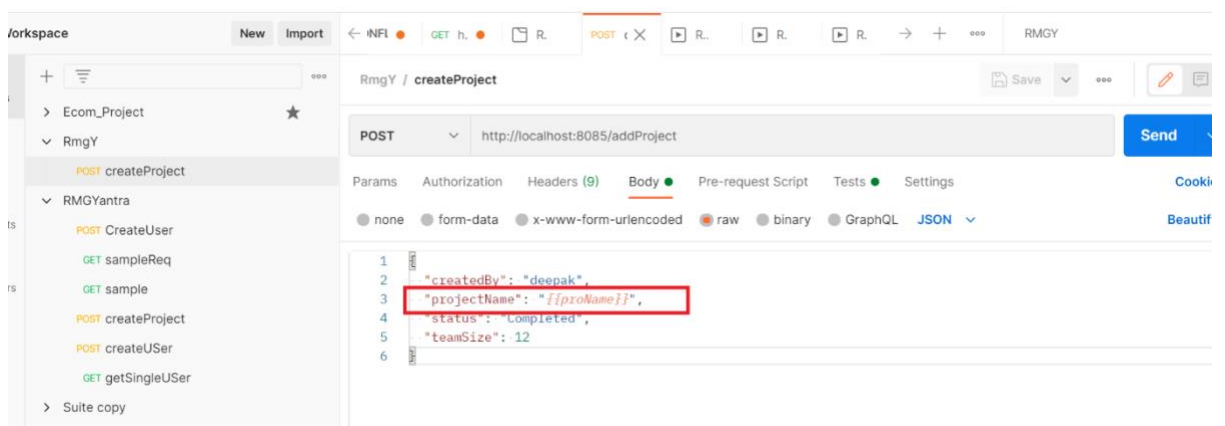 Workspace New Import
GET h. R. POST R.. R. R. RMGY
RmgY / createProject Save
Ecom_Project
RmgY
POST createProject
RMGYantra
POST CreateUser
GET sampleReq
GET sample
POST createProject
POST createUSer
GET getSingleUSer
Suite copy
POST http://localhost:8085/addProject Send
Params Authorization Headers (9) Body Pre-request Script Tests Settings
none form-data x-www-form-urlencoded raw binary GraphQL JSON
1 {
2 "createdBy": "deepak",
3 "projectName": "{{proName}}",
4 "status": "Completed",
5 "teamSize": 12
6 }